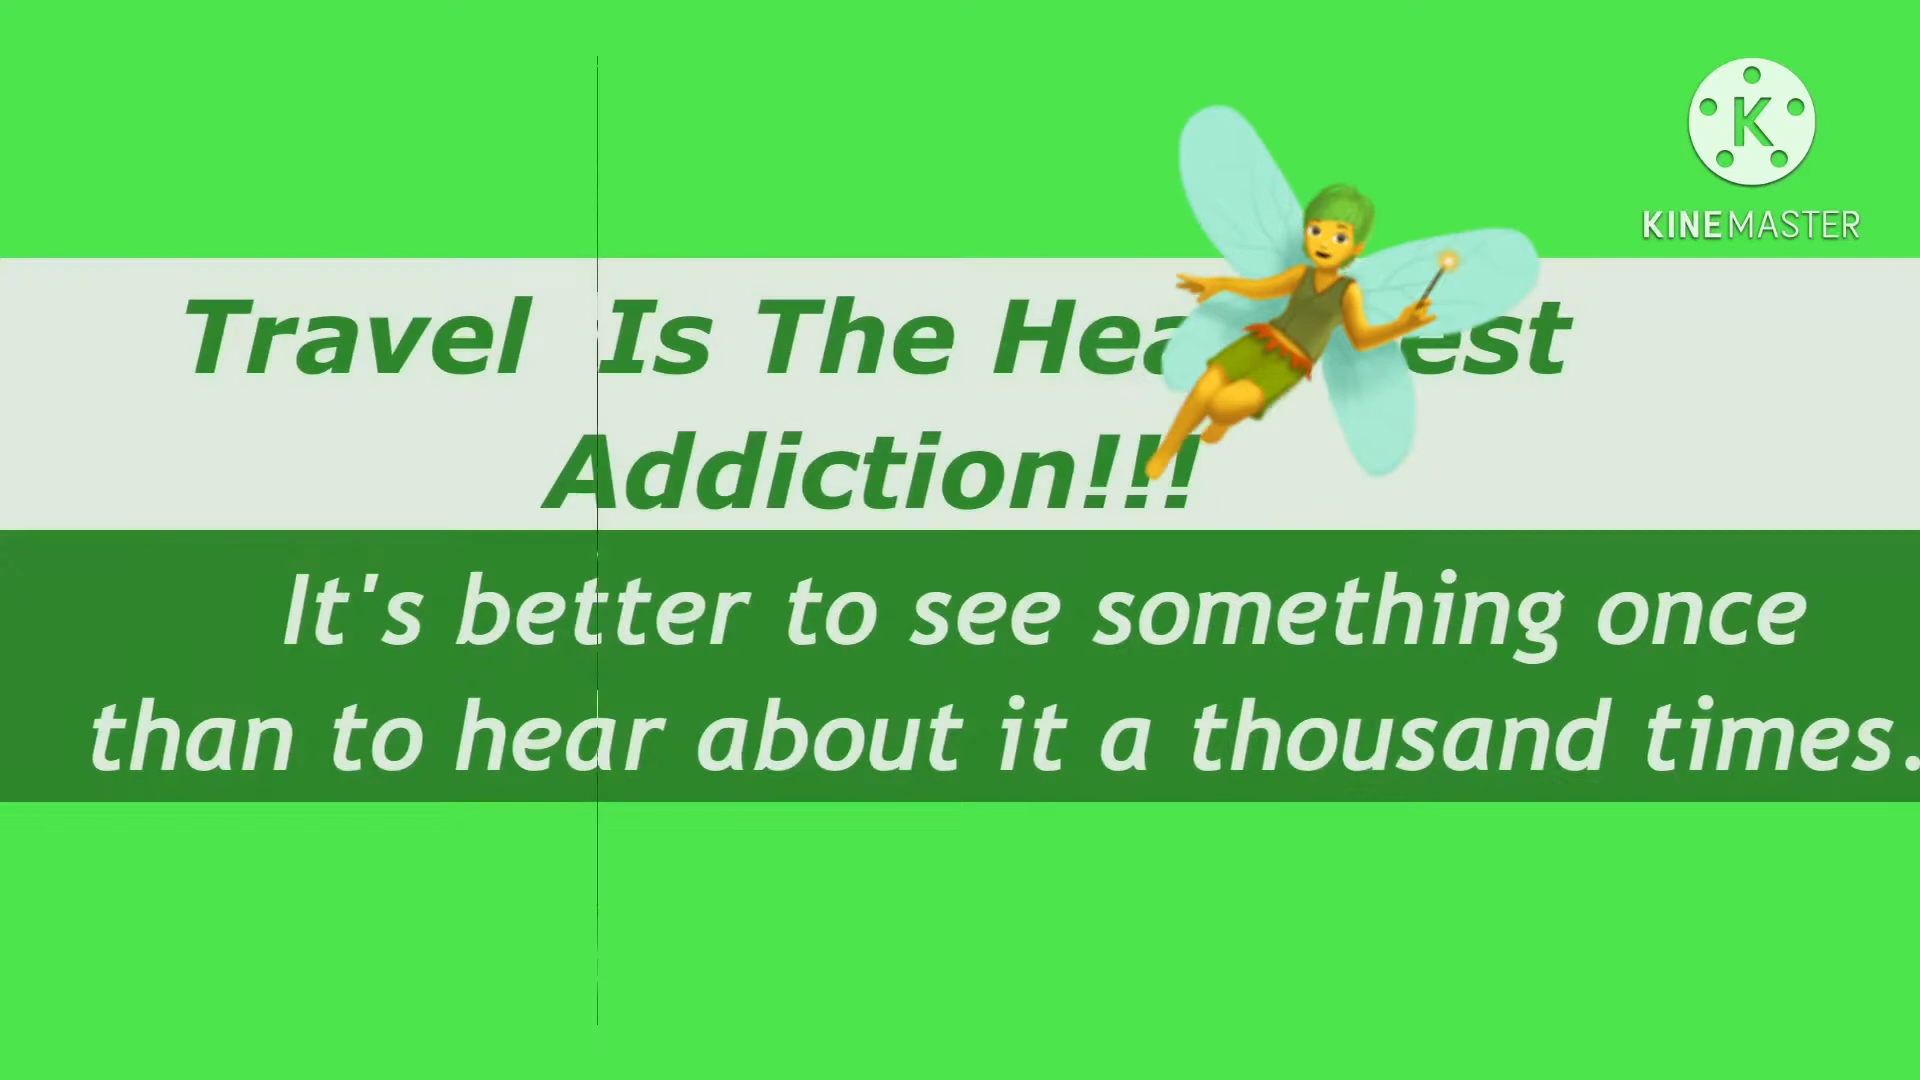 K
KINEMASTER
Travel Is The
Addiction!!!
It's better to see something once
than to hear about it a thousand times.